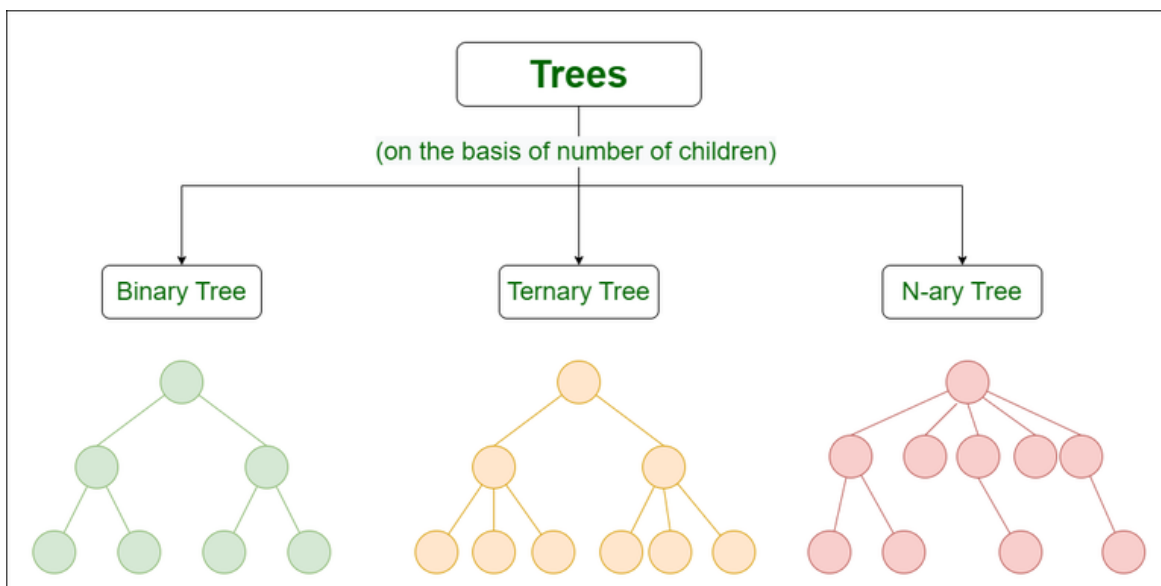 Trees
(on the basis of number of children)
Binary Tree
Ternary Tree
N-ary Tree